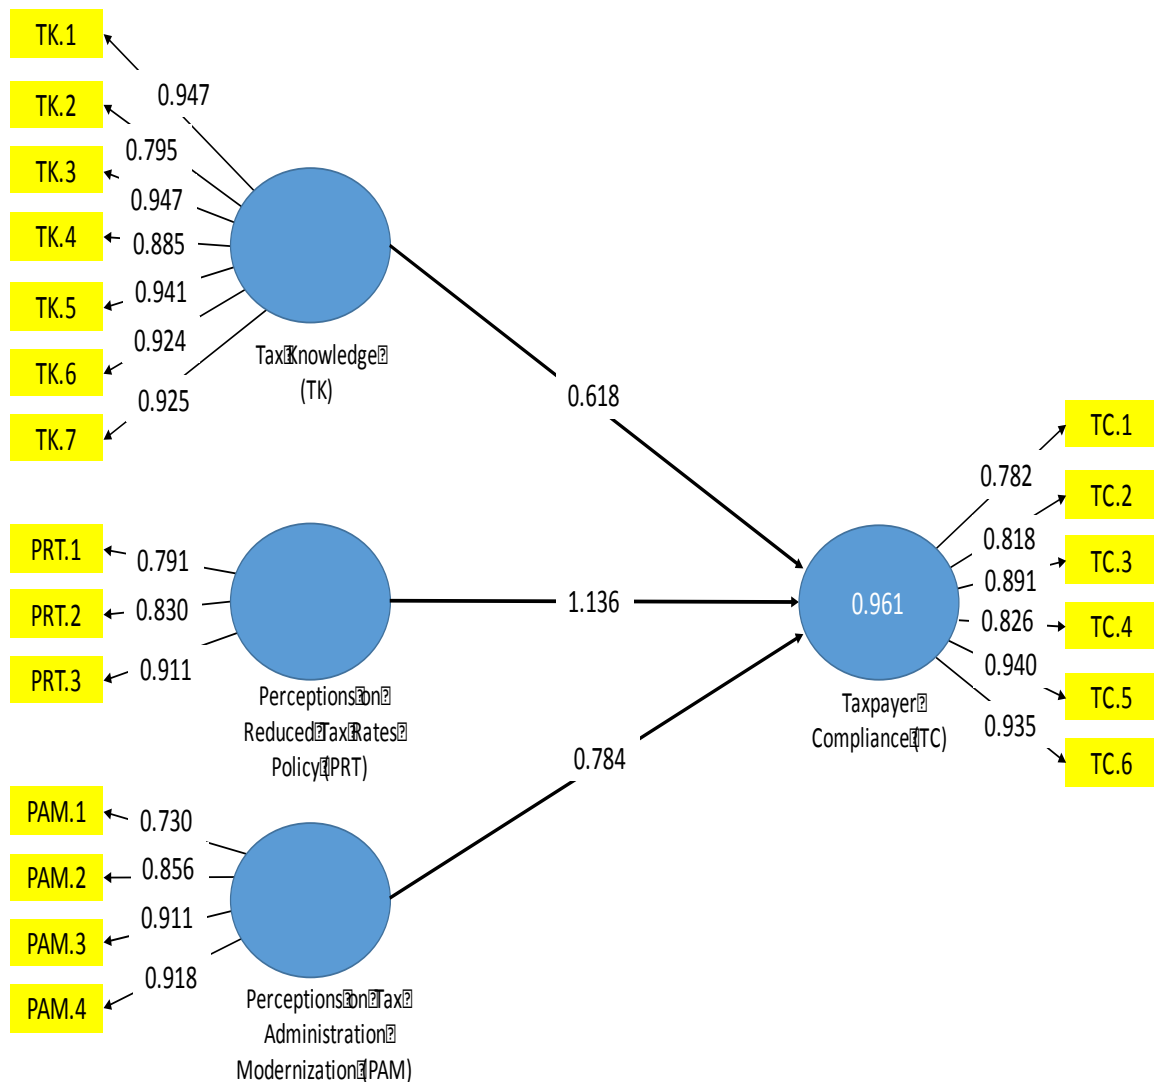 TK.1
TK.2
TK.3
TK.4
TK.5
TK.6
TK.7
0.947
0.795
0.947
0.885
0.941
0.924
0.925
Tax Knowledge
(TK)
0.618
PRT.1
PRT.2
PRT.3
0.791
0.830
0.911
Perceptions on
Reduced Tax Rates
Policy (PRT)
1.136
PAM.1
PAM.2
PAM.3
PAM.4
0.730
0.856
0.911
0.918
Perceptions on Tax
Administration
Modernization (PAM)
0.784
0.961
Taxpayer
Compliance (TC)
0.782
0.818
0.891
0.826
0.940
0.935
TC.1
TC.2
TC.3
TC.4
TC.5
TC.6